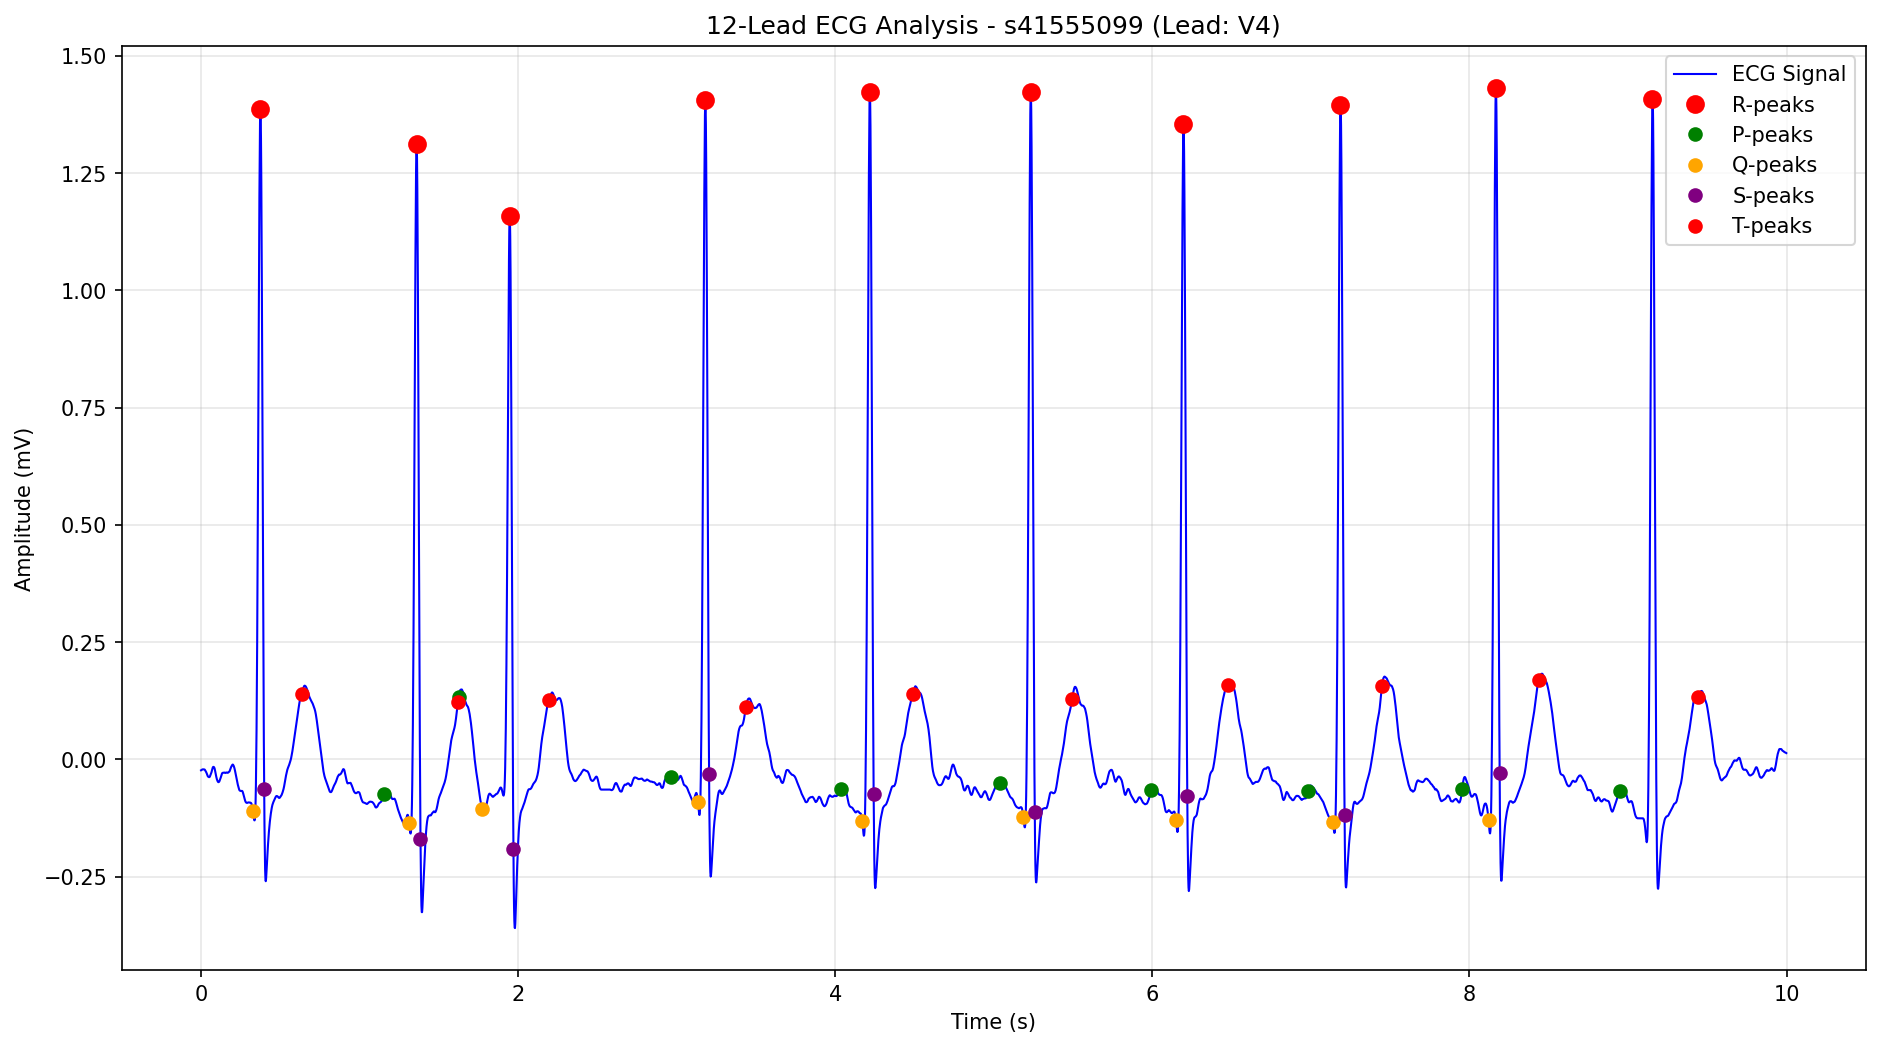 12-Lead ECG Analysis - s41555099 (Lead: V4)
ECG Signal
R-peaks
P-peaks
Q-peaks
S-peaks
T-peaks
Amplitude (mV)
1.50
1.25
1.00
0.75
0.50
0.25
0.00
−0.25
0 2 4 6 8 10
Time (s)